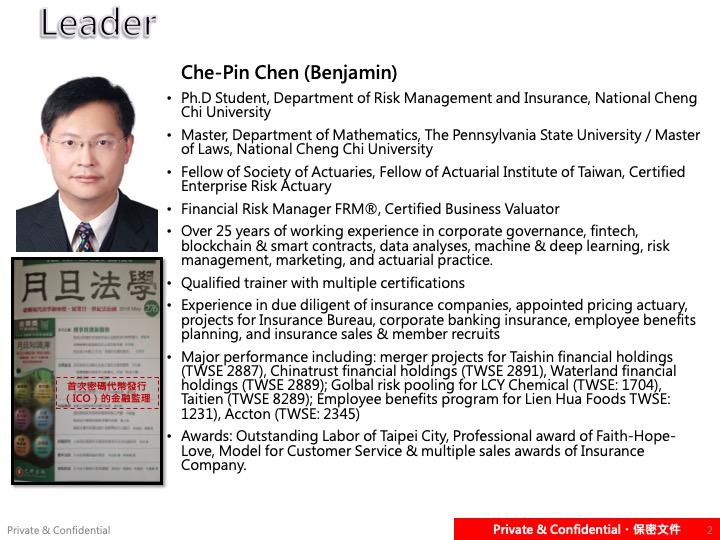 Leader
Che-Pin Chen (Benjamin)
• Ph.D Student, Department of Risk Management and Insurance, National Cheng
Chi University
• Master, Department of Mathematics, The Pennsylvania State University / Master
of Laws, National Cheng Chi University
• Fellow of Society of Actuaries, Fellow of Actuarial Institute of Taiwan, Certified
Enterprise Risk Actuary
• Financial Risk Manager FRM®, Certified Business Valuator
• Over 25 years of working experience in corporate governance, fintech,
blockchain & smart contracts, data analyses, machine & deep learning, risk
management, marketing, and actuarial practice.
• Qualified trainer with multiple certifications
• Experience in due diligent of insurance companies, appointed pricing actuary,
projects for Insurance Bureau, corporate banking insurance, employee benefits
planning, and insurance sales & member recruits
• Major performance including: merger projects for Taishin financial holdings
(TWSE 2887), Chinatrust financial holdings (TWSE 2891), Waterland financial
holdings (TWSE 2889); Golbal risk pooling for LCY Chemical (TWSE: 1704),
Taitien (TWSE 8289); Employee benefits program for Lien Hua Foods TWSE:
1231), Accton (TWSE: 2345)
• Awards: Outstanding Labor of Taipei City, Professional award of Faith-Hope-
Love, Model for Customer Service & multiple sales awards of Insurance
Company.
月旦法學
276
月旦知識庫
首次密碼代幣發行
（ICO）的金融監理
Private & Confidential
Private & Confidential・保密文件
2